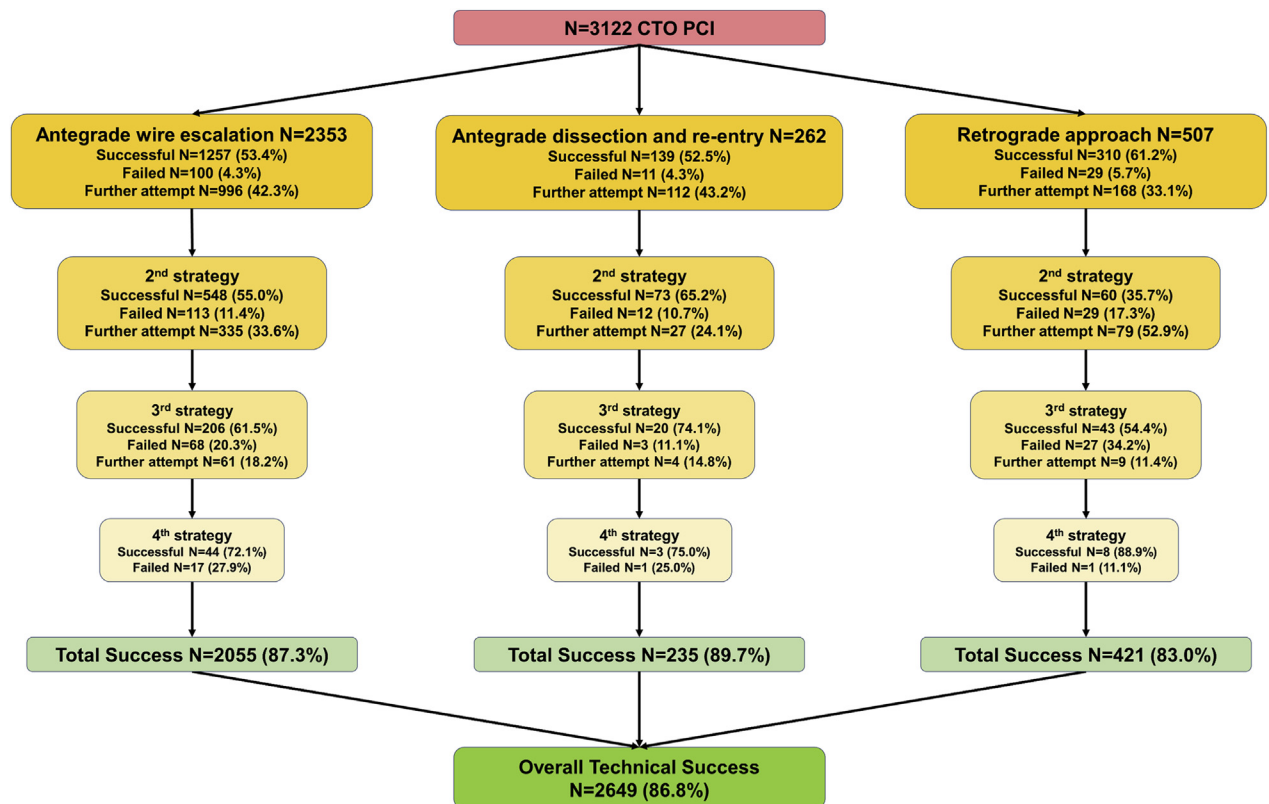 N=3122 CTO PCI
Antegrade wire escalation N=2353
Successful N=1257 (53.4%)
Failed N=100 (4.3%)
Further attempt N=996 (42.3%)
Antegrade dissection and re-entry N=262
Successful N=139 (52.5%)
Failed N=11 (4.3%)
Further attempt N=112 (43.2%)
Retrograde approach N=507
Successful N=310 (61.2%)
Failed N=29 (5.7%)
Further attempt N=168 (33.1%)
2nd strategy
Successful N=548 (55.0%)
Failed N=113 (11.4%)
Further attempt N=335 (33.6%)
2nd strategy
Successful N=73 (65.2%)
Failed N=12 (10.7%)
Further attempt N=27 (24.1%)
2nd strategy
Successful N=60 (35.7%)
Failed N=29 (17.3%)
Further attempt N=79 (52.9%)
3rd strategy
Successful N=206 (61.5%)
Failed N=68 (20.3%)
Further attempt N=61 (18.2%)
3rd strategy
Successful N=20 (74.1%)
Failed N=3 (11.1%)
Further attempt N=4 (14.8%)
3rd strategy
Successful N=43 (54.4%)
Failed N=27 (34.2%)
Further attempt N=9 (11.4%)
4th strategy
Successful N=44 (72.1%)
Failed N=17 (27.9%)
4th strategy
Successful N=3 (75.0%)
Failed N=1 (25.0%)
4th strategy
Successful N=8 (88.9%)
Failed N=1 (11.1%)
Total Success N=2055 (87.3%)
Total Success N=235 (89.7%)
Total Success N=421 (83.0%)
Overall Technical Success
N=2649 (86.8%)